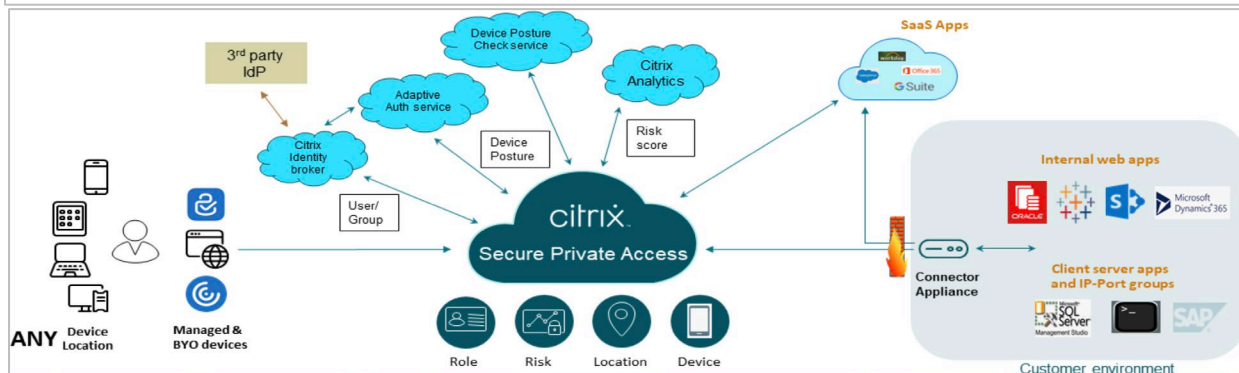 SaaS Apps
3rd party
IdP
Device Posture
Check service
Citrix
Analytics
Adaptive
Auth service
workday
salesforce
Office 365
G Suite
Citrix
Identity
broker
Device
Posture
Risk
score
User/
Group
citrix
Secure Private Access
Internal web apps
ORACLE
Microsoft
Dynamics 365
Connector
Appliance
Client server apps
and IP-Port groups
Microsoft
SQL
Server
Management Studio
SAP
Customer environment
ANY
Device
Location
Managed &
BYO devices
Role
Risk
Location
Device